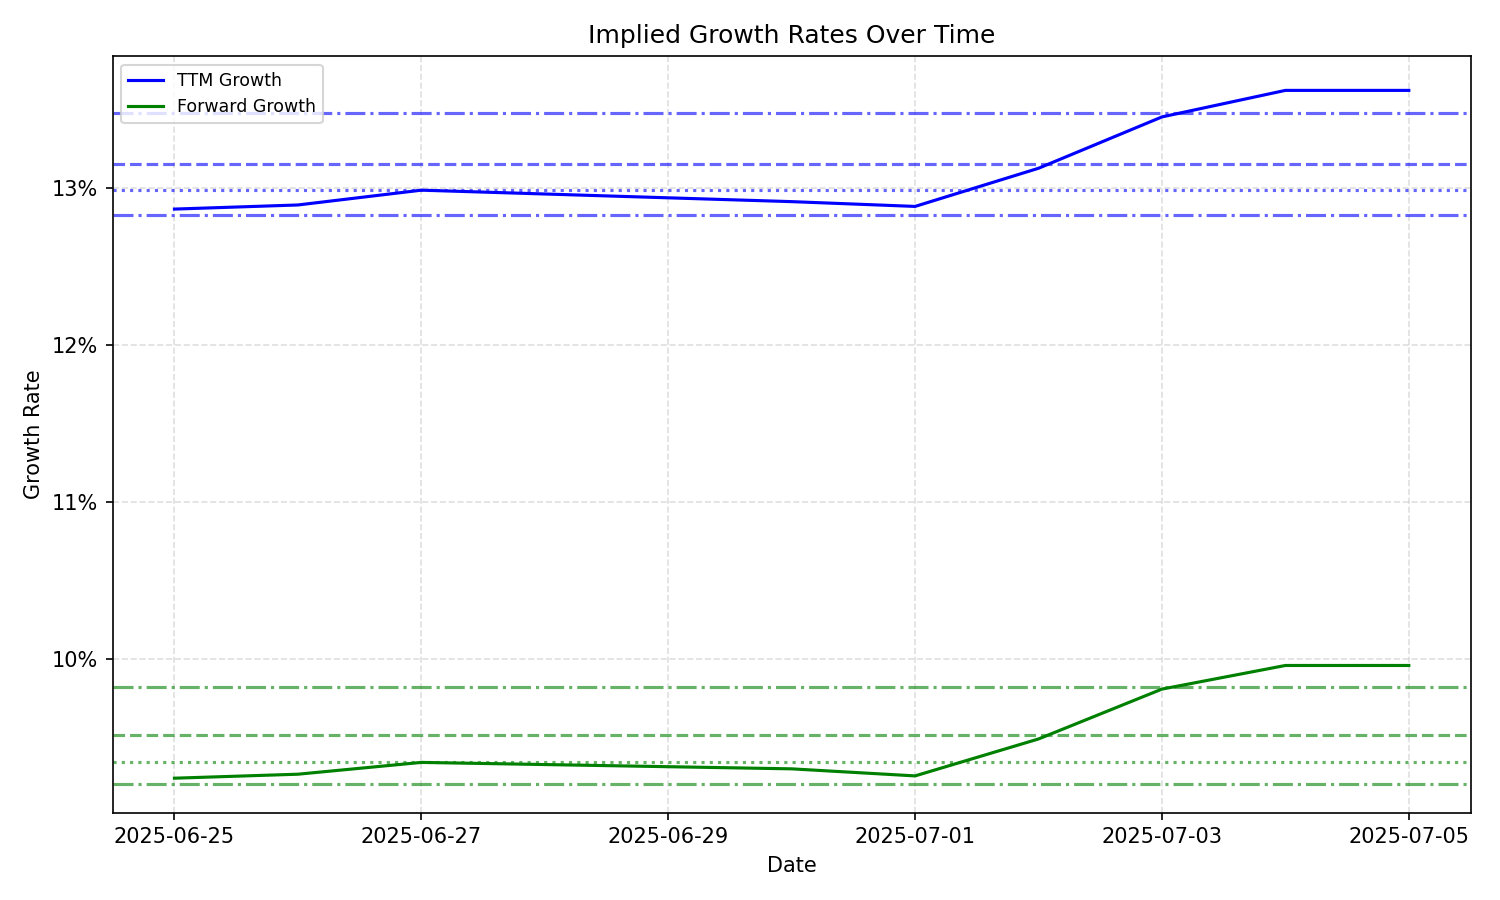 Implied Growth Rates Over Time
TTM Growth
Forward Growth
13%
12%
11%
10%
Growth Rate
2025-06-25
2025-06-27
2025-06-29
2025-07-01
2025-07-03
2025-07-05
Date